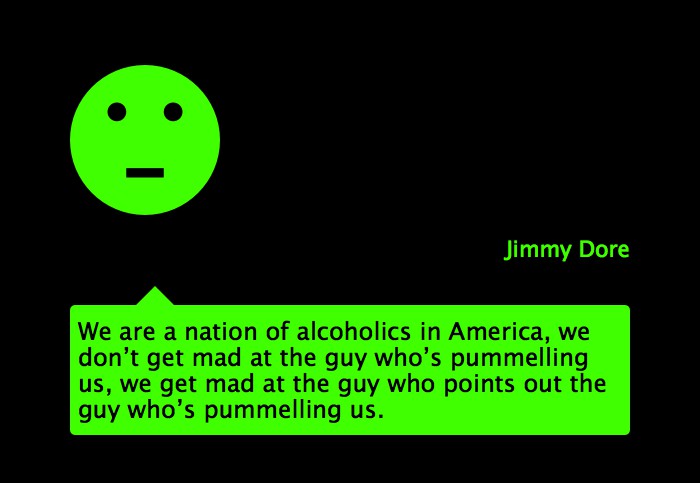 Jimmy Dore
We are a nation of alcoholics in America, we
don’t get mad at the guy who’s pummelling
us, we get mad at the guy who points out the
guy who’s pummelling us.